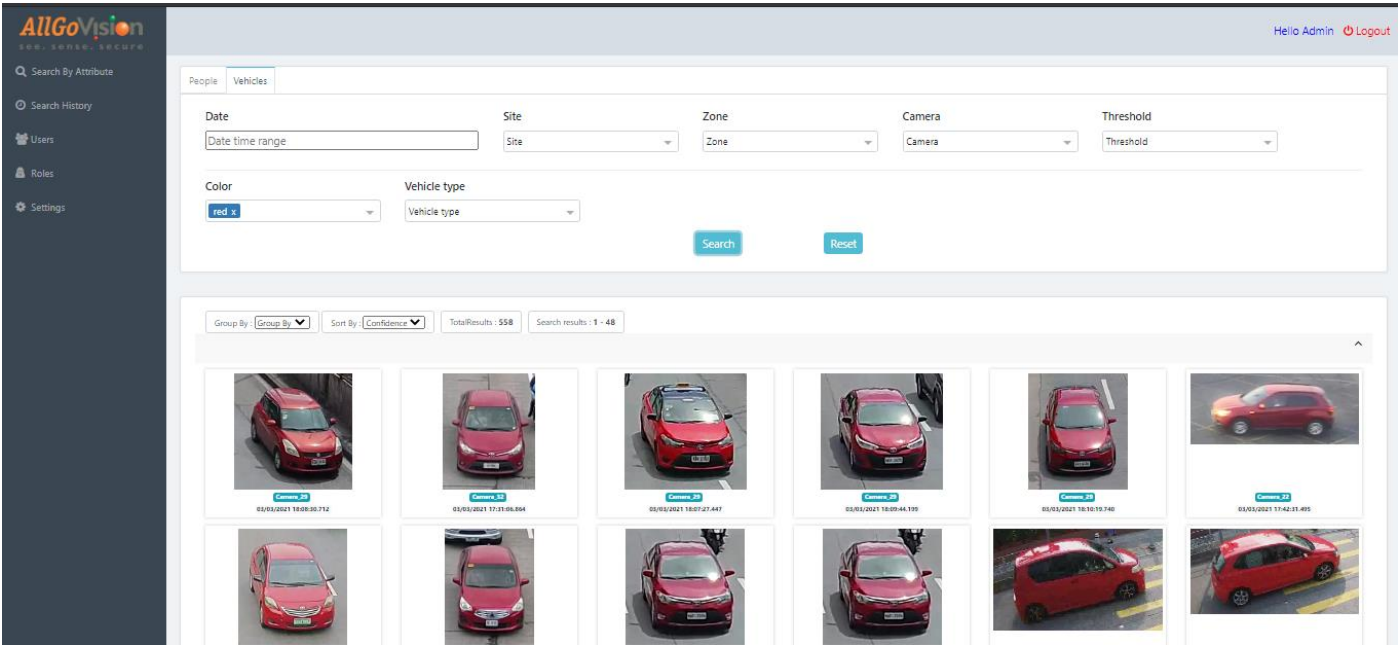 AllGoVision
see. sense. secure
Hello Admin Logout
Search By Attribute
Search History
Users
Roles
Settings
People Vehicles
Date Site Zone Camera Threshold
Date time range Site Zone Camera Threshold
Color Vehicle type
red x Vehicle type
Search Reset
Group By : Group By Sort By : Confidence TotalResults : 558 Search results : 1 - 48
Camera_29 Camera_32 Camera_29 Camera_29 Camera_29 Camera_22
03/03/2021 18:08:30.712 03/03/2021 17:31:06.864 03/03/2021 18:07:27.447 03/03/2021 18:09:44.199 03/03/2021 18:10:19.740 03/03/2021 17:42:31.495